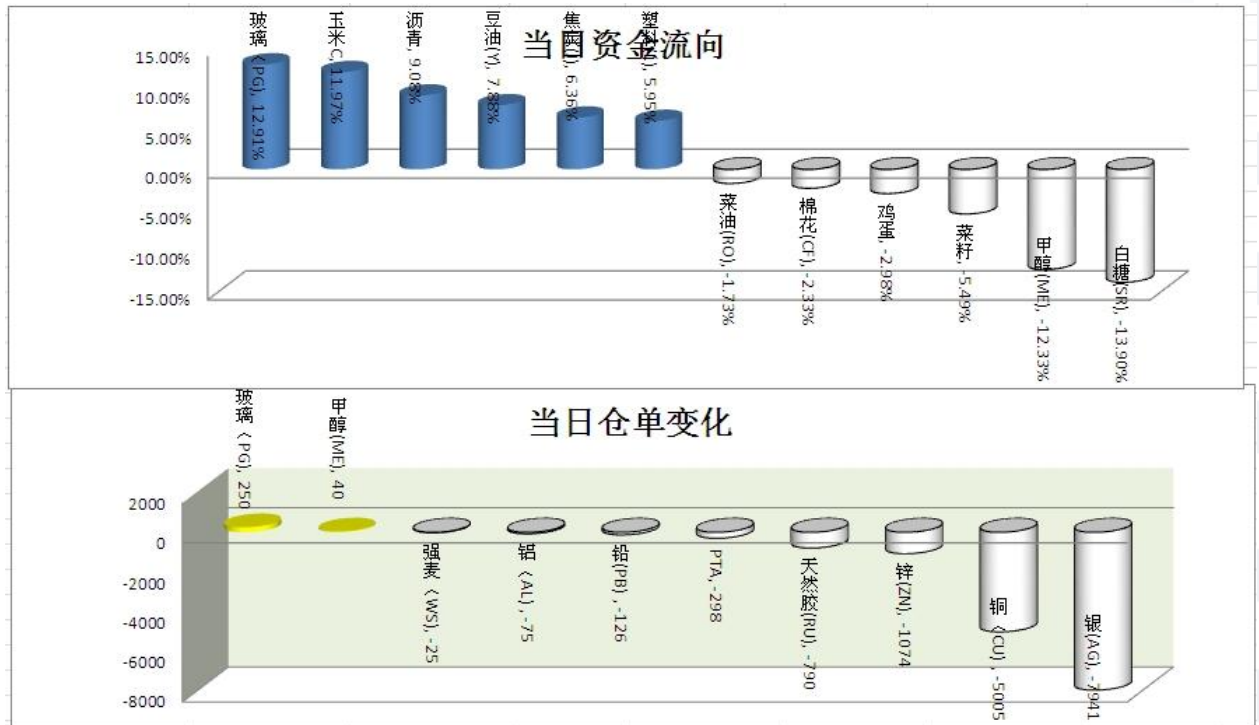 当日资金流向
15.00%
10.00%
5.00%
0.00%
-5.00%
-10.00%
-15.00%
玻璃〈PG), 12.91%
玉米C, 11.97%
沥青, 9.08%
豆油(Y), 7.88%
6.36%
5.95%
菜油(RO), -1.73%
棉花(CF), -2.33%
鸡蛋, -2.98%
菜籽, -5.49%
甲醇(ME), -12.33%
白糖(SR), -13.90%
当日仓单变化
2000
0
-2000
-4000
-6000
-8000
玻璃〈PG), 250
甲醇(ME), 40
强麦〈WS), -25
铝〈AL) ,-75
铅(PB) , -126
PTA, -298
天然胶(RU), -790
锌(ZN), -1074
铜〈CU) , -5005
银(AG), -7941